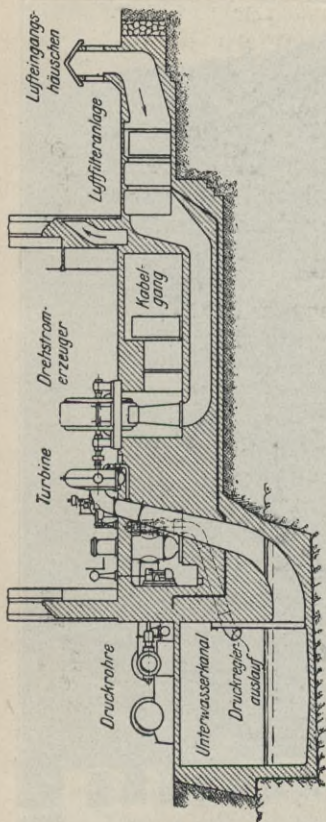 Lufteingangs-
häuschen
Luftfilteranlage
Kabel-
gang
Drehstrom-
erzeuger
Turbine
Druckrohre
Unterwasserkanal
Druckregler-
auslauf